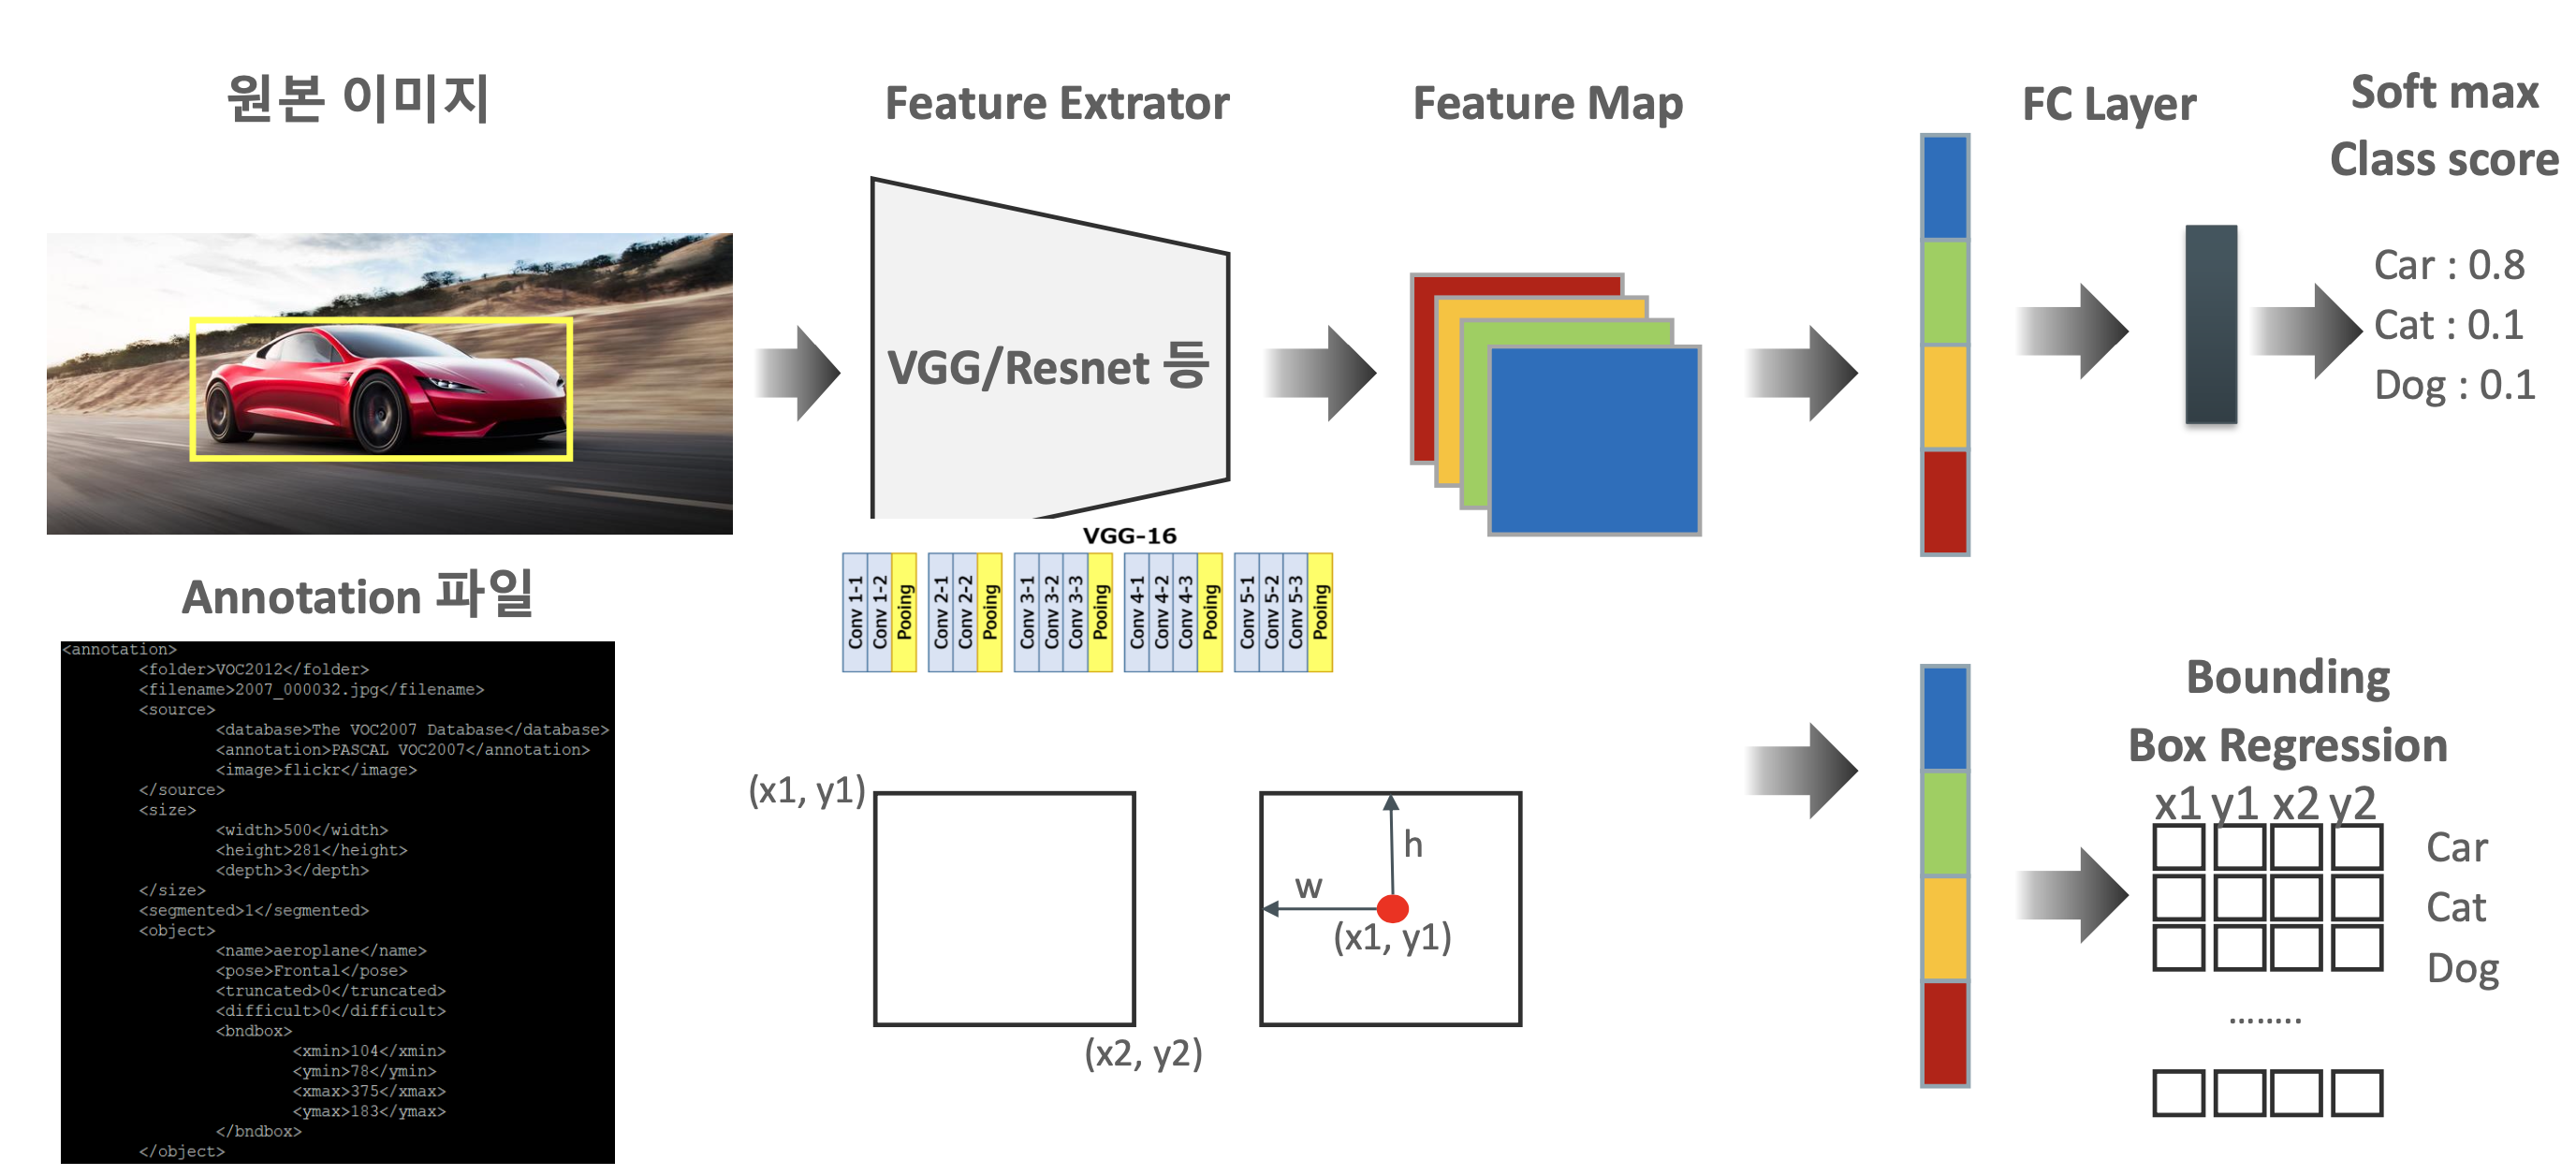 원본 이미지
Feature Extrator
Feature Map
FC Layer
Soft max
Class score
VGG/Resnet 등
Car : 0.8
Cat : 0.1
Dog : 0.1
VGG-16
Conv 1-1
Conv 1-2
Pooing
Conv 2-1
Conv 2-2
Pooing
Conv 3-1
Conv 3-2
Conv 3-3
Pooing
Conv 4-1
Conv 4-2
Conv 4-3
Pooing
Conv 5-1
Conv 5-2
Conv 5-3
Pooing
Annotation 파일
<annotation>
<folder>VOC2012</folder>
<filename>2007_000032.jpg</filename>
<source>
<database>The VOC2007 Database</database>
<annotation>PASCAL VOC2007</annotation>
<image>flickr</image>
</source>
<size>
<width>500</width>
<height>281</height>
<depth>3</depth>
</size>
<segmented>1</segmented>
<object>
<name>aeroplane</name>
<pose>Frontal</pose>
<truncated>0</truncated>
<difficult>0</difficult>
<bndbox>
<xmin>104</xmin>
<ymin>78</ymin>
<xmax>375</xmax>
<ymax>183</ymax>
</bndbox>
</object>
(x1, y1)
(x2, y2)
h
w
(x1, y1)
Bounding
Box Regression
x1 y1 x2 y2
Car
Cat
Dog
........